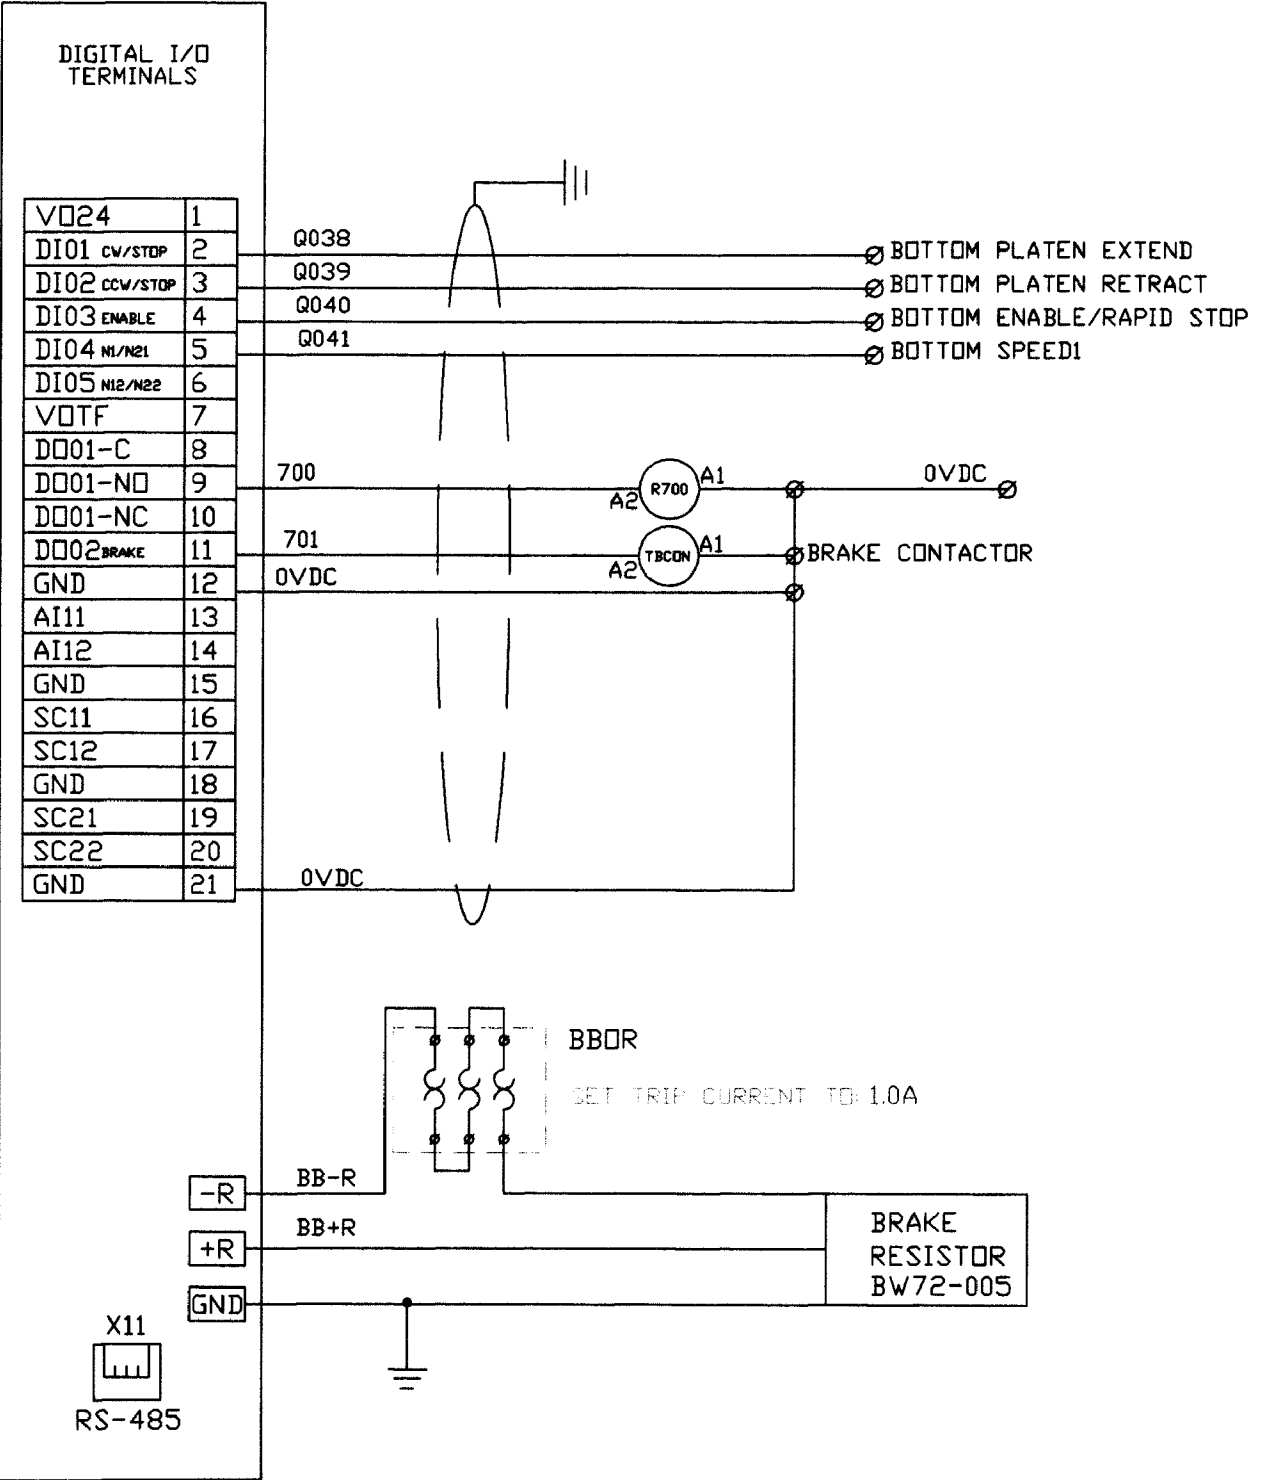 DIGITAL I/O
TERMINALS
VO24 1
DI01 CW/STOP 2 Q038 BOTTOM PLATEN EXTEND
DI02 CCW/STOP 3 Q039 BOTTOM PLATEN RETRACT
DI03 ENABLE 4 Q040 BOTTOM ENABLE/RAPID STOP
DI04 N1/N21 5 Q041 BOTTOM SPEED1
DI05 N12/N22 6
VOTF 7
DO01-C 8
DO01-NO 9 700 A2 R700 A1 0VDC
DO01-NC 10
DO02 BRAKE 11 701 A2 TBCON A1 BRAKE CONTACTOR
GND 12 0VDC
AI11 13
AI12 14
GND 15
SC11 16
SC12 17
GND 18
SC21 19
SC22 20
GND 21 0VDC
BBOR
SET TRIP CURRENT TO: 1.0A
-R BB-R
+R BB+R
GND
BRAKE
RESISTOR
BW72-005
X11
RS-485